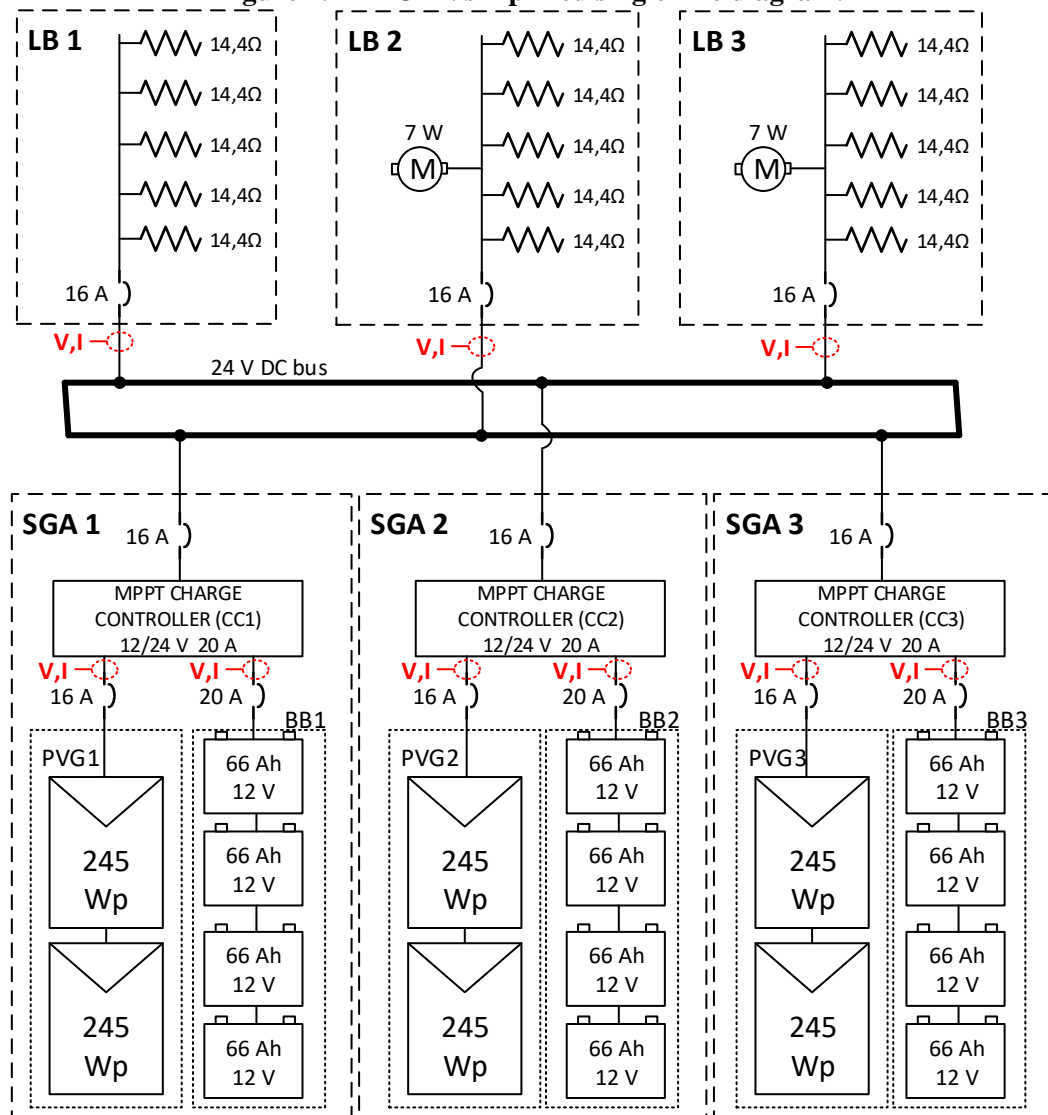 LB 1
14,4Ω
14,4Ω
14,4Ω
14,4Ω
14,4Ω
16 A
V,I
LB 2
14,4Ω
14,4Ω
7 W
14,4Ω
M
14,4Ω
14,4Ω
16 A
V,I
LB 3
14,4Ω
14,4Ω
7 W
14,4Ω
M
14,4Ω
14,4Ω
16 A
V,I
24 V DC bus
SGA 1
16 A
MPPT CHARGE
CONTROLLER (CC1)
12/24 V 20 A
V,I
V,I
16 A
20 A
BB1
PVG1
245
Wp
245
Wp
66 Ah
12 V
66 Ah
12 V
66 Ah
12 V
66 Ah
12 V
SGA 2
16 A
MPPT CHARGE
CONTROLLER (CC2)
12/24 V 20 A
V,I
V,I
16 A
20 A
BB2
PVG2
245
Wp
245
Wp
66 Ah
12 V
66 Ah
12 V
66 Ah
12 V
66 Ah
12 V
SGA 3
16 A
MPPT CHARGE
CONTROLLER (CC3)
12/24 V 20 A
V,I
V,I
16 A
20 A
BB3
PVG3
245
Wp
245
Wp
66 Ah
12 V
66 Ah
12 V
66 Ah
12 V
66 Ah
12 V